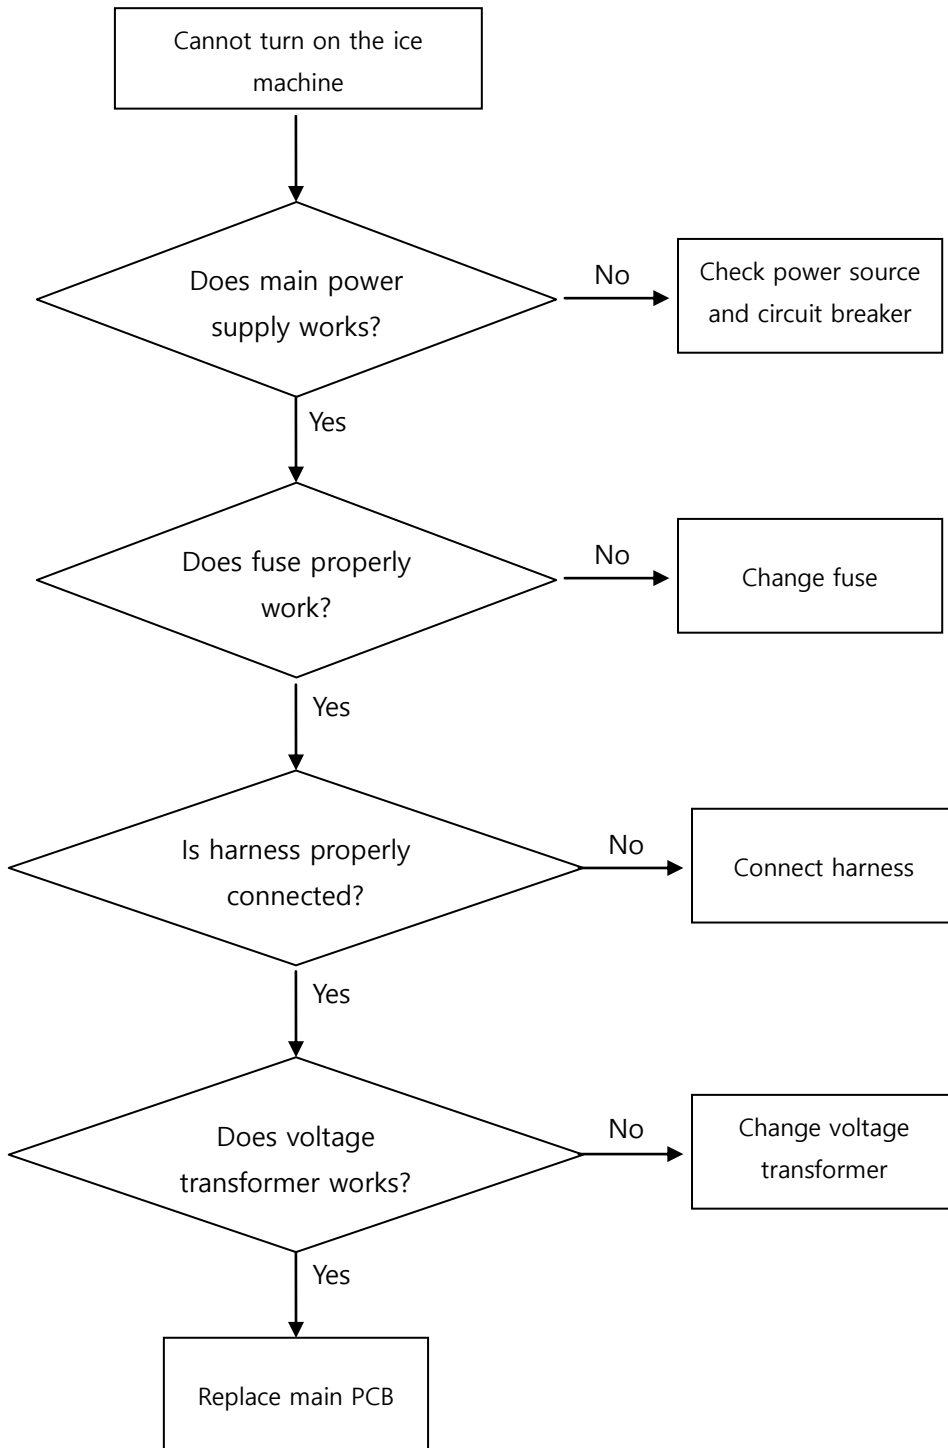 Cannot turn on the ice
machine
Does main power
supply works?
No
Check power source
and circuit breaker
Yes
Does fuse properly
work?
No
Change fuse
Yes
Is harness properly
connected?
No
Connect harness
Yes
Does voltage
transformer works?
No
Change voltage
transformer
Yes
Replace main PCB